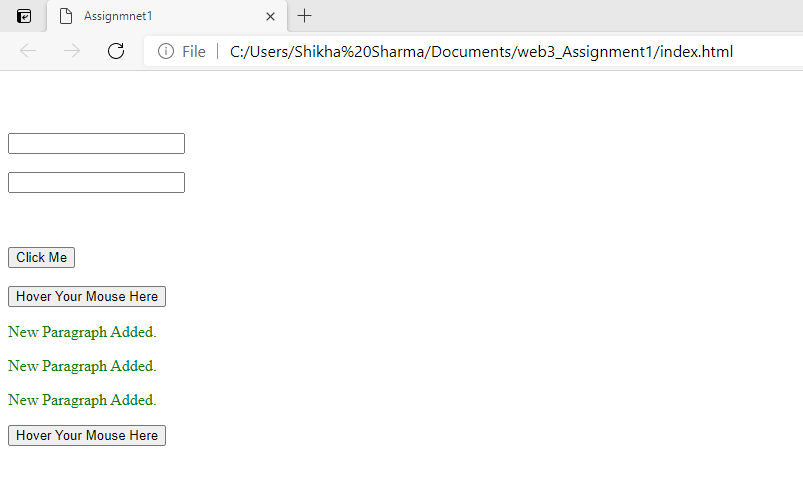 Assignmnet1
File
C:/Users/Shikha%20Sharma/Documents/web3_Assignment1/index.html
Click Me
Hover Your Mouse Here
New Paragraph Added.
New Paragraph Added.
New Paragraph Added.
Hover Your Mouse Here